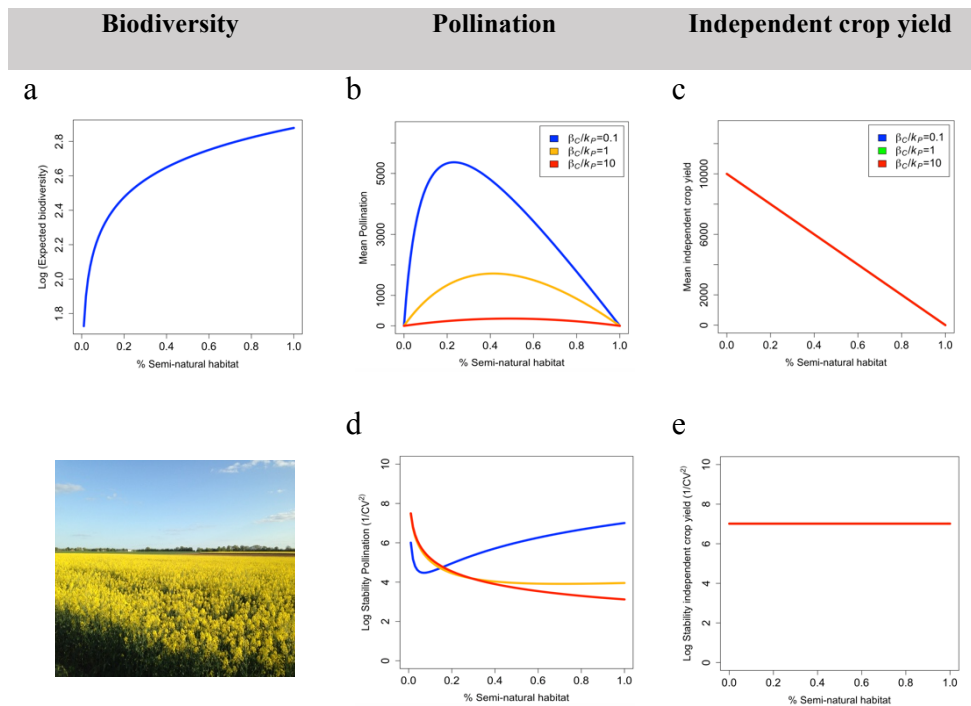 Biodiversity Pollination Independent crop yield
a b c
Log (Expected biodiversity)
1.8 2.0 2.2 2.4 2.6 2.8
0.0 0.2 0.4 0.6 0.8 1.0
% Semi-natural habitat
Mean Pollination
0 1000 3000 5000
βC/kP=0.1
βC/kP=1
βC/kP=10
0.0 0.2 0.4 0.6 0.8 1.0
% Semi-natural habitat
Mean independent crop yield
0 2000 4000 6000 10000
βC/kP=0.1
βC/kP=1
βC/kP=10
0.0 0.2 0.4 0.6 0.8 1.0
% Semi-natural habitat
d e
Log Stability Pollination (1/CV²)
0 2 4 6 8 10
0.0 0.2 0.4 0.6 0.8 1.0
% Semi-natural habitat
Log Stability independent crop yield (1/CV²)
0 2 4 6 8 10
0.0 0.2 0.4 0.6 0.8 1.0
% Semi-natural habitat